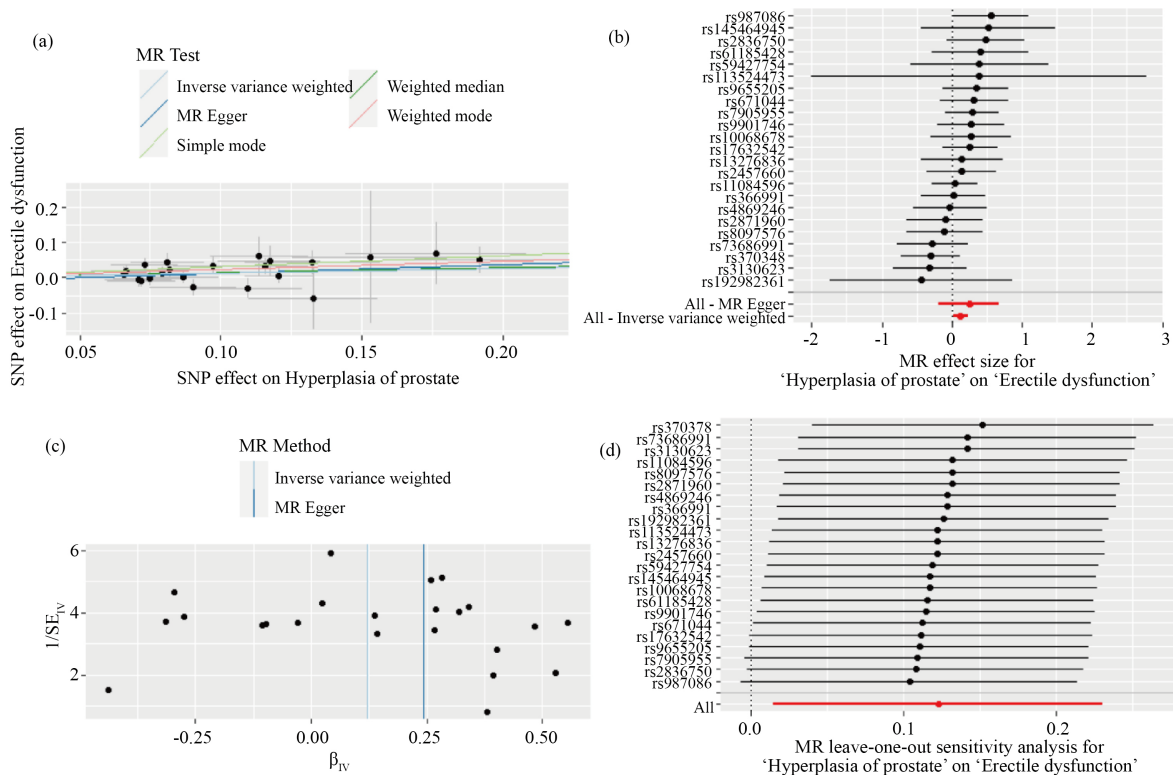 (a)
MR Test
Inverse variance weighted
Weighted median
MR Egger
Weighted mode
Simple mode
SNP effect on Erectile dysfunction
0.2
0.1
0.0
-0.1
0.05
0.10
0.15
0.20
SNP effect on Hyperplasia of prostate
(b)
rs987086
rs145464945
rs2836750
rs61185428
rs59427754
rs113524473
rs9655205
rs671044
rs7905955
rs9901746
rs10068678
rs17632542
rs13276836
rs2457660
rs11084596
rs366991
rs4869246
rs2871960
rs8097576
rs73686991
rs370348
rs3130623
rs192982361
All - MR Egger
All - Inverse variance weighted
-2
-1
0
1
2
3
MR effect size for
‘Hyperplasia of prostate’ on ‘Erectile dysfunction’
(c)
MR Method
Inverse variance weighted
MR Egger
1/SE_IV
6
4
2
-0.25
0.00
0.25
0.50
β_IV
(d)
rs370378
rs73686991
rs3130623
rs11084596
rs8097576
rs2871960
rs4869246
rs366991
rs192982361
rs113524473
rs13276836
rs2457660
rs59427754
rs145464945
rs10068678
rs61185428
rs9901746
rs671044
rs17632542
rs9655205
rs7905955
rs2836750
rs987086
All
0.0
0.1
0.2
MR leave-one-out sensitivity analysis for
‘Hyperplasia of prostate’ on ‘Erectile dysfunction’